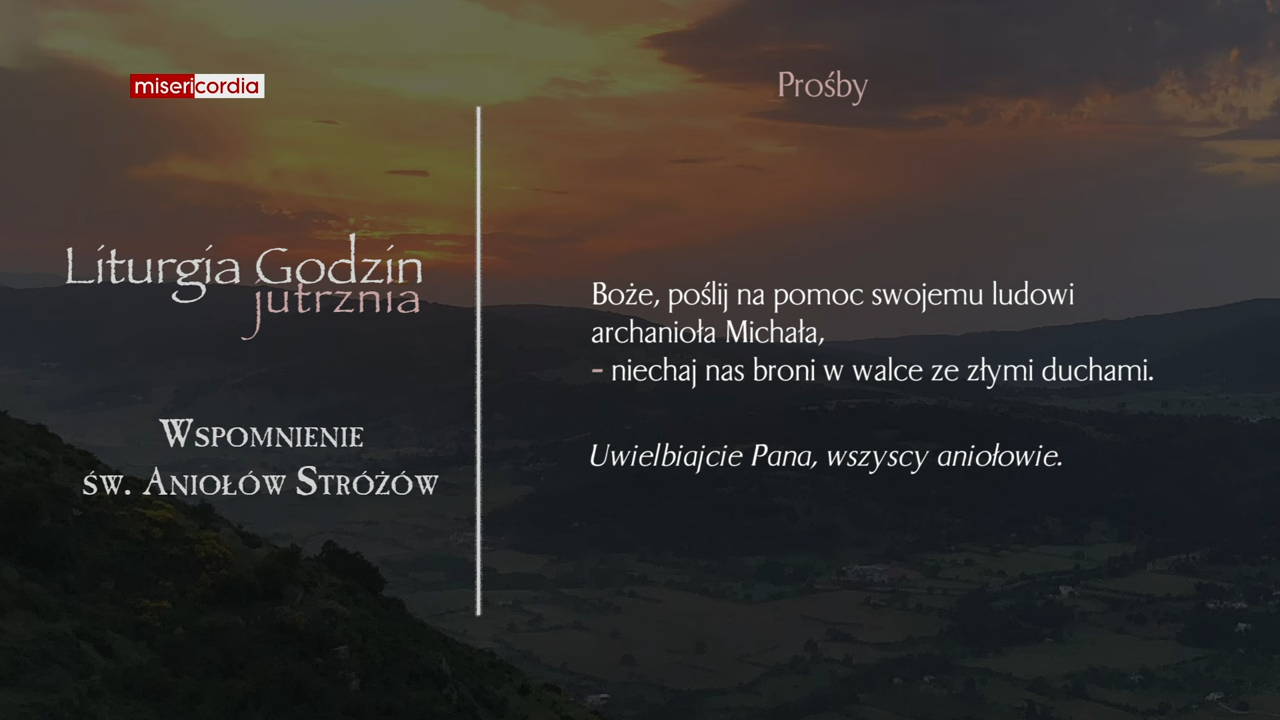 misericordia
Liturgia Godzin
jutrznia
Wspomnienie
św. Aniołów Stróżów
Prośby
Boże, poślij na pomoc swojemu ludowi
archanioła Michała,
- niechaj nas broni w walce ze złymi duchami.
Uwielbiajcie Pana, wszyscy aniołowie.